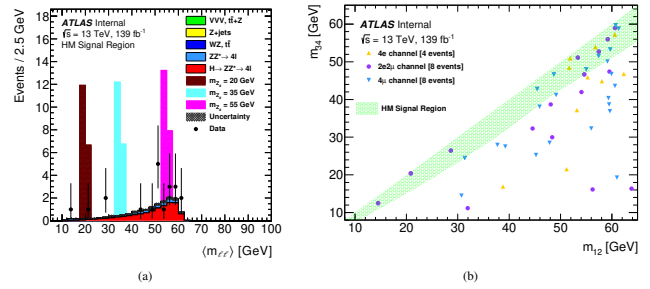 ATLAS Internal
√s = 13 TeV, 139 fb⁻¹
HM Signal Region
VVV, tt̄+Z
Z+jets
WZ, tt̄
ZZ*→ 4l
H→ ZZ*→ 4l
m_Zd = 20 GeV
m_Zd = 35 GeV
m_Zd = 55 GeV
Uncertainty
Data
Events / 2.5 GeV
18
16
14
12
10
8
6
4
2
0
10 20 30 40 50 60 70 80 90 100
⟨m_ℓℓ⟩ [GeV]
(a)
ATLAS Internal
√s = 13 TeV, 139 fb⁻¹
4e channel [4 events]
2e2μ channel [8 events]
4μ channel [8 events]
HM Signal Region
m_34 [GeV]
60
50
40
30
20
10
10 20 30 40 50 60
m_12 [GeV]
(b)